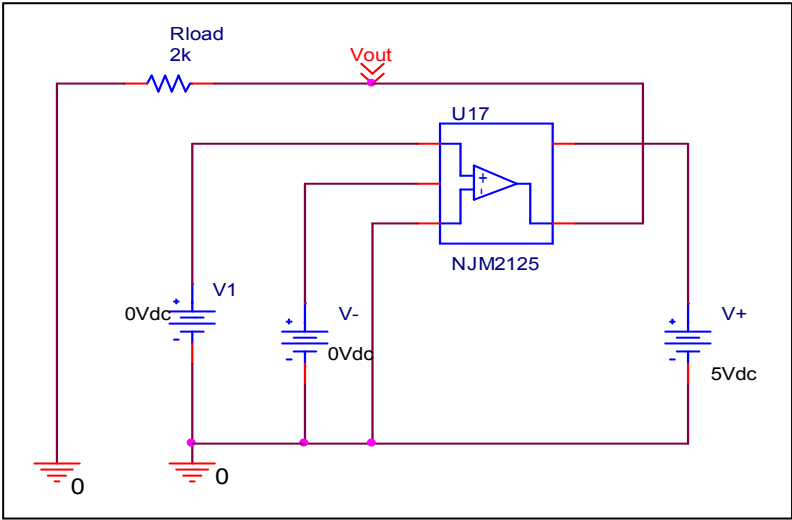 Rload
2k
Vout
U17
+
-
NJM2125
V1
+
0Vdc
-
V-
+
0Vdc
-
V+
+
5Vdc
-
0
0